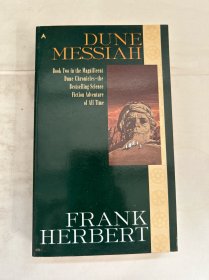 DUNE
MESSIAH
Book Two in the Magnificent
Dune Chronicles—the
Bestselling Science
Fiction Adventure
of All Time
FRANK
HERBERT